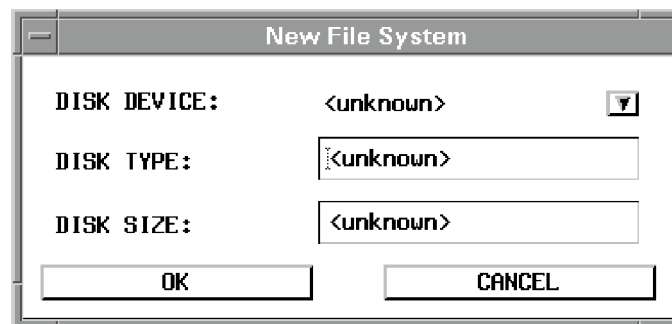 New File System
DISK DEVICE: <unknown>
DISK TYPE: <unknown>
DISK SIZE: <unknown>
OK CANCEL